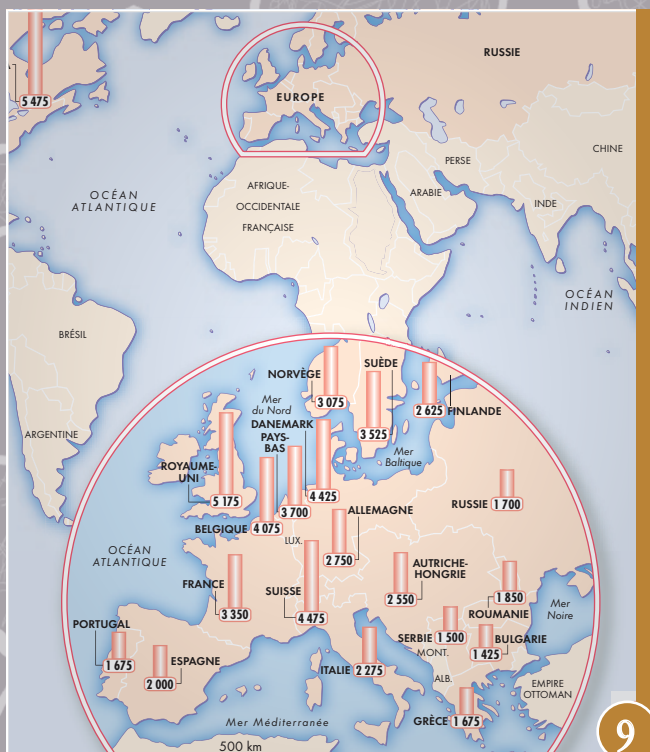 RUSSIE
5 475
EUROPE
CHINE
PERSE
AFRIQUE-
OCCIDENTALE
FRANÇAISE
ARABIE
INDE
OCÉAN
ATLANTIQUE
OCÉAN
INDIEN
BRÉSIL
ARGENTINE
NORVÈGE
3 075
SUÈDE
3 525
2 625
FINLANDE
Mer
du Nord
DANEMARK
4 425
PAYS-
BAS
3 700
Mer
Baltique
ROYAUME-
UNI
5 175
RUSSIE
1 700
BELGIQUE
4 075
ALLEMAGNE
2 750
LUX.
OCÉAN
ATLANTIQUE
AUTRICHE-
HONGRIE
2 550
FRANCE
3 350
SUISSE
4 475
1 850
ROUMANIE
Mer
Noire
PORTUGAL
1 675
SERBIE
1 500
1 425
BULGARIE
MONT.
ESPAGNE
2 000
ITALIE
2 275
ALB.
EMPIRE
OTTOMAN
GRÈCE
1 675
Mer Méditerranée
500 km
9